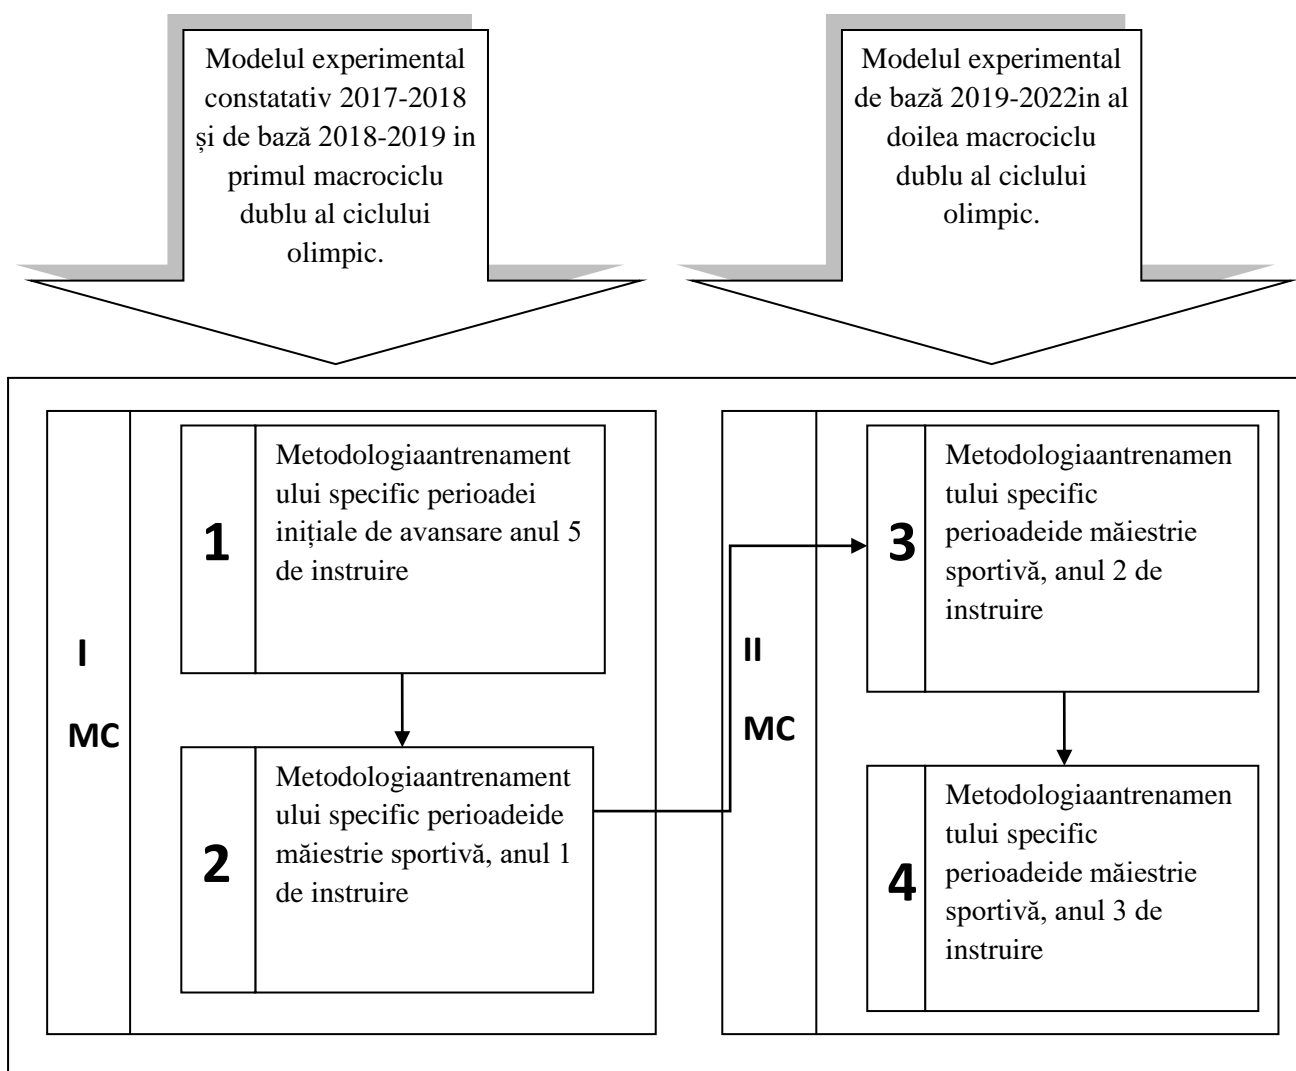 Modelul experimental
constatativ 2017-2018
și de bază 2018-2019 in
primul macrociclu
dublu al ciclului
olimpic.
Modelul experimental
de bază 2019-2022in al
doilea macrociclu
dublu al ciclului
olimpic.
I
MC
1
Metodologiaantrenament
ului specific perioadei
inițiale de avansare anul 5
de instruire
2
Metodologiaantrenament
ului specific perioadeide
măiestrie sportivă, anul 1
de instruire
II
MC
3
Metodologiaantrenamen
tului specific
perioadeide măiestrie
sportivă, anul 2 de
instruire
4
Metodologiaantrenamen
tului specific
perioadeide măiestrie
sportivă, anul 3 de
instruire